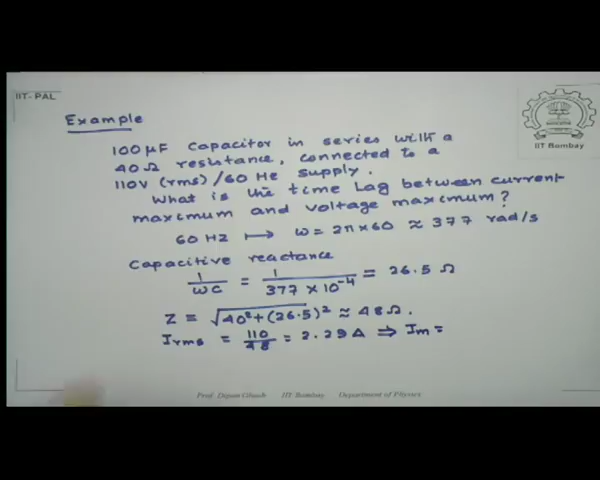 IIT-PAL
Example
IIT Bombay
100 μF capacitor in series with a
40 Ω resistance, connected to a
110V (rms) / 60 Hz supply.
What is the time lag between current
maximum and voltage maximum?
60 Hz ↦ ω = 2π × 60 ≈ 377 rad/s
Capacitive reactance
1/ωc = 1/377 × 10⁻⁴ = 26.5 Ω
Z = √40² + (26.5)² ≈ 48 Ω.
Irms = 110/48 = 2.29 A ⇒ Im =
Prof. Dipan Ghosh IIT Bombay Department of Physics